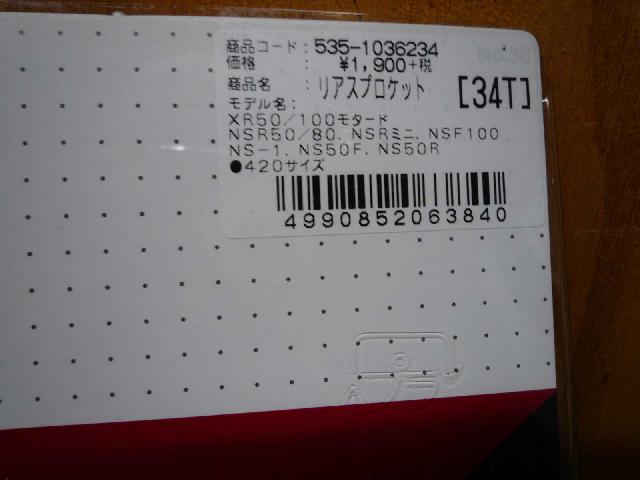 商品コード：535-1036234
価格　　：　¥1,900+税
商品名　：　リアスプロケット　[34T]
モデル名：
XR50／100モタード
NSR50／80．NSRミニ．NSF100
NS-1．NS50F．NS50R
●420サイズ
4990852063840